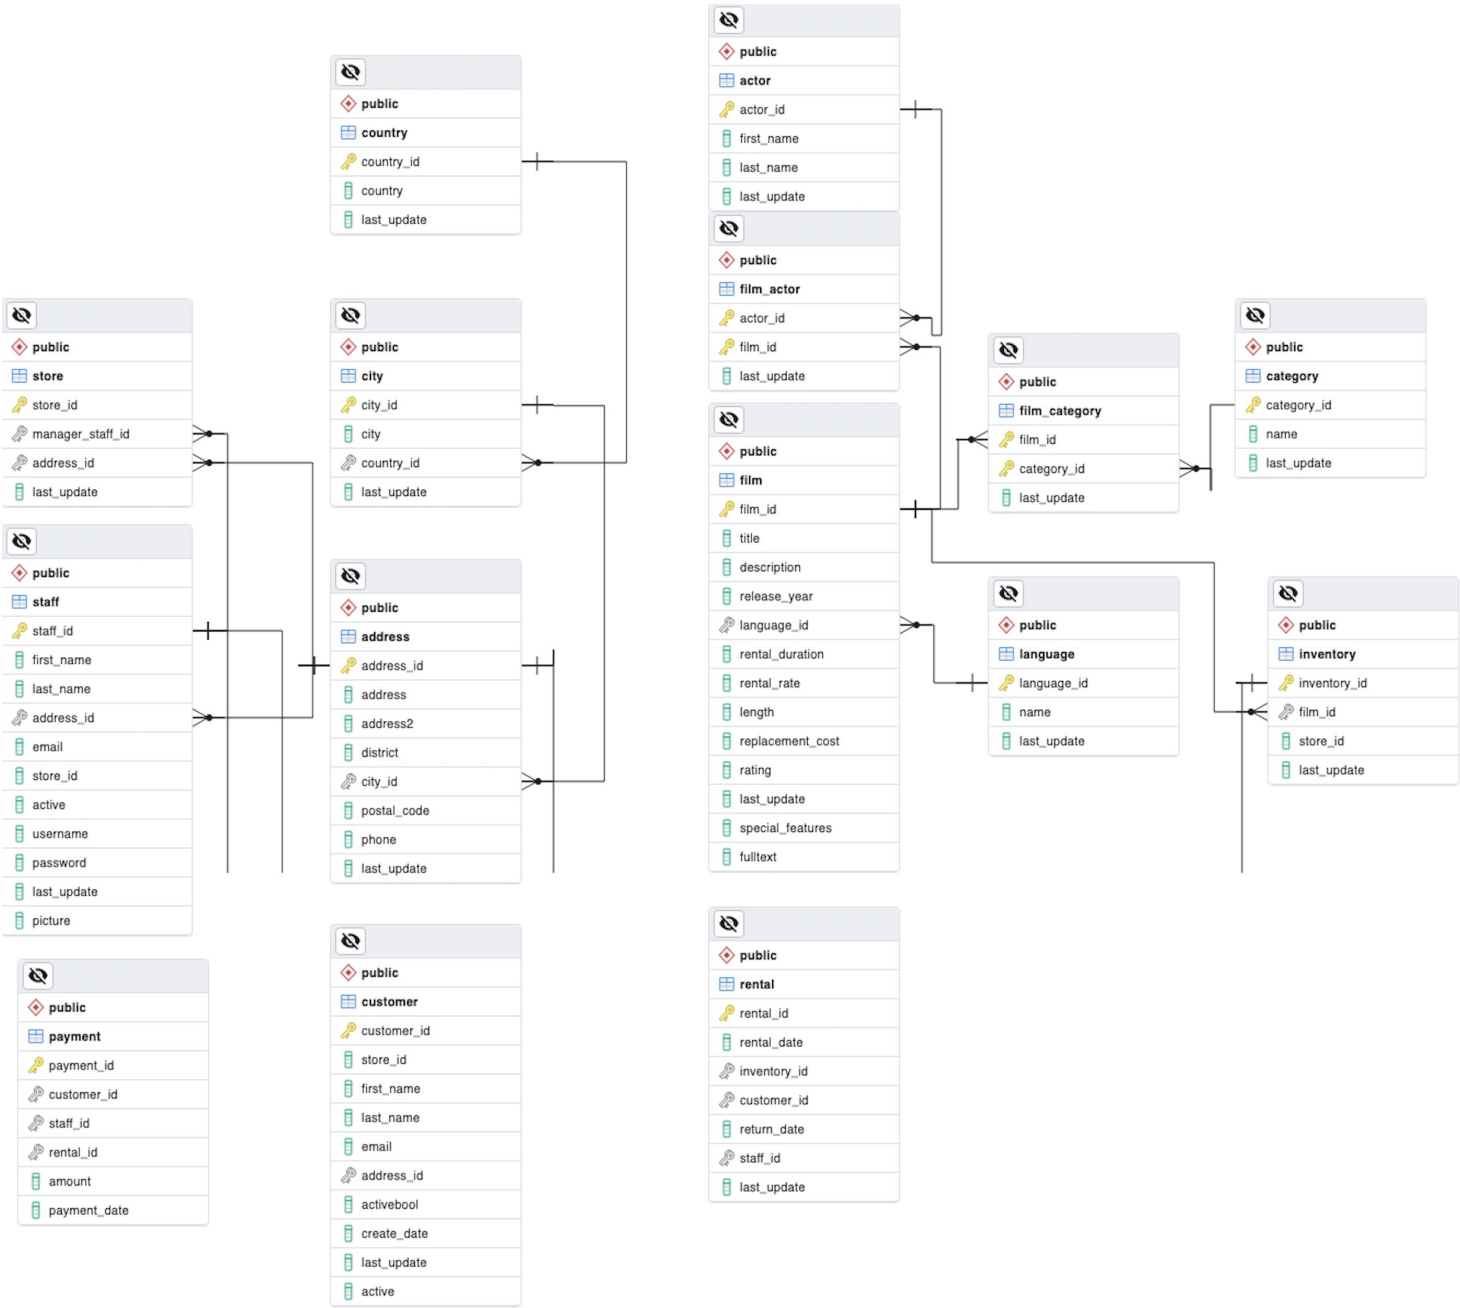 public
country
country_id
country
last_update
public
actor
actor_id
first_name
last_name
last_update
public
film_actor
actor_id
film_id
last_update
public
store
store_id
manager_staff_id
address_id
last_update
public
city
city_id
city
country_id
last_update
public
film_category
film_id
category_id
last_update
public
category
category_id
name
last_update
public
film
film_id
title
description
release_year
language_id
rental_duration
rental_rate
length
replacement_cost
rating
last_update
special_features
fulltext
public
staff
staff_id
first_name
last_name
address_id
email
store_id
active
username
password
last_update
picture
public
address
address_id
address
address2
district
city_id
postal_code
phone
last_update
public
language
language_id
name
last_update
public
inventory
inventory_id
film_id
store_id
last_update
public
payment
payment_id
customer_id
staff_id
rental_id
amount
payment_date
public
customer
customer_id
store_id
first_name
last_name
email
address_id
activebool
create_date
last_update
active
public
rental
rental_id
rental_date
inventory_id
customer_id
return_date
staff_id
last_update